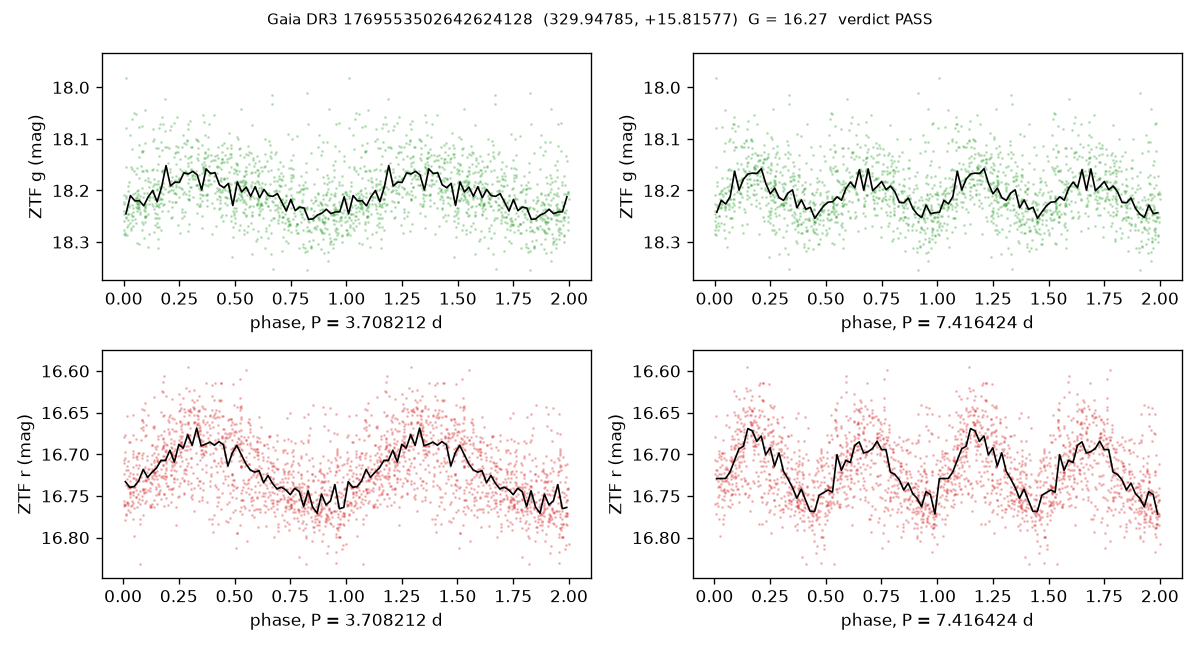 Gaia DR3 1769553502642624128 (329.94785, +15.81577) G = 16.27 verdict PASS
ZTF g (mag)
18.0
18.1
18.2
18.3
0.00 0.25 0.50 0.75 1.00 1.25 1.50 1.75 2.00
phase, P = 3.708212 d
ZTF g (mag)
18.0
18.1
18.2
18.3
0.00 0.25 0.50 0.75 1.00 1.25 1.50 1.75 2.00
phase, P = 7.416424 d
ZTF r (mag)
16.60
16.65
16.70
16.75
16.80
0.00 0.25 0.50 0.75 1.00 1.25 1.50 1.75 2.00
phase, P = 3.708212 d
ZTF r (mag)
16.60
16.65
16.70
16.75
16.80
0.00 0.25 0.50 0.75 1.00 1.25 1.50 1.75 2.00
phase, P = 7.416424 d